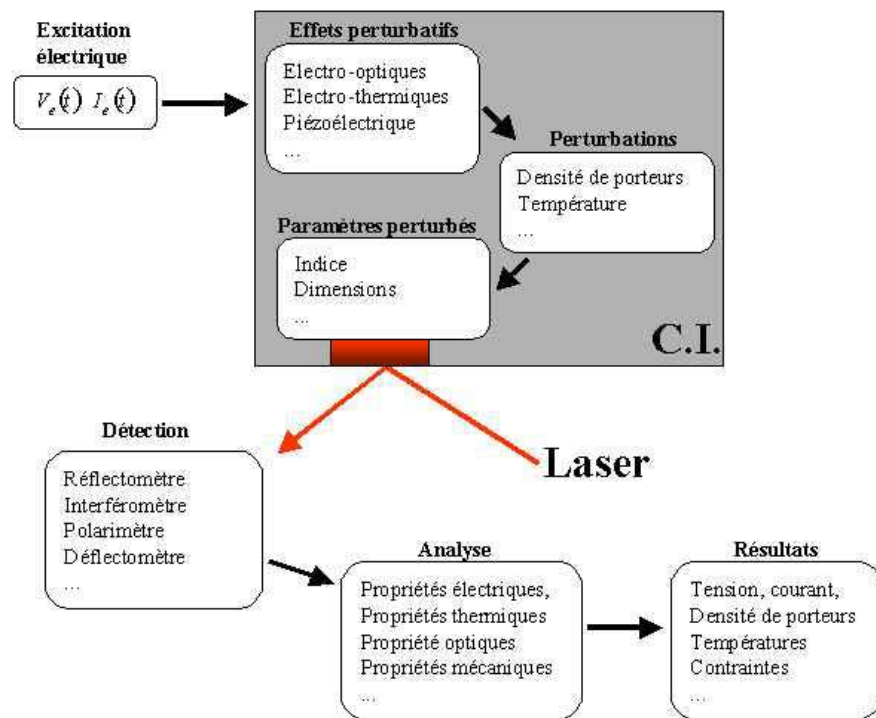 Excitation
électrique
V_e(t) I_e(t)
Effets perturbatifs
Electro-optiques
Electro-thermiques
Piézoélectrique
...
Perturbations
Densité de porteurs
Température
...
Paramètres perturbés
Indice
Dimensions
...
C.I.
Laser
Détection
Réflectomètre
Interféromètre
Polarimètre
Déflectomètre
...
Analyse
Propriétés électriques,
Propriétés thermiques
Propriété optiques
Propriétés mécaniques
...
Résultats
Tension, courant,
Densité de porteurs
Températures
Contraintes
...